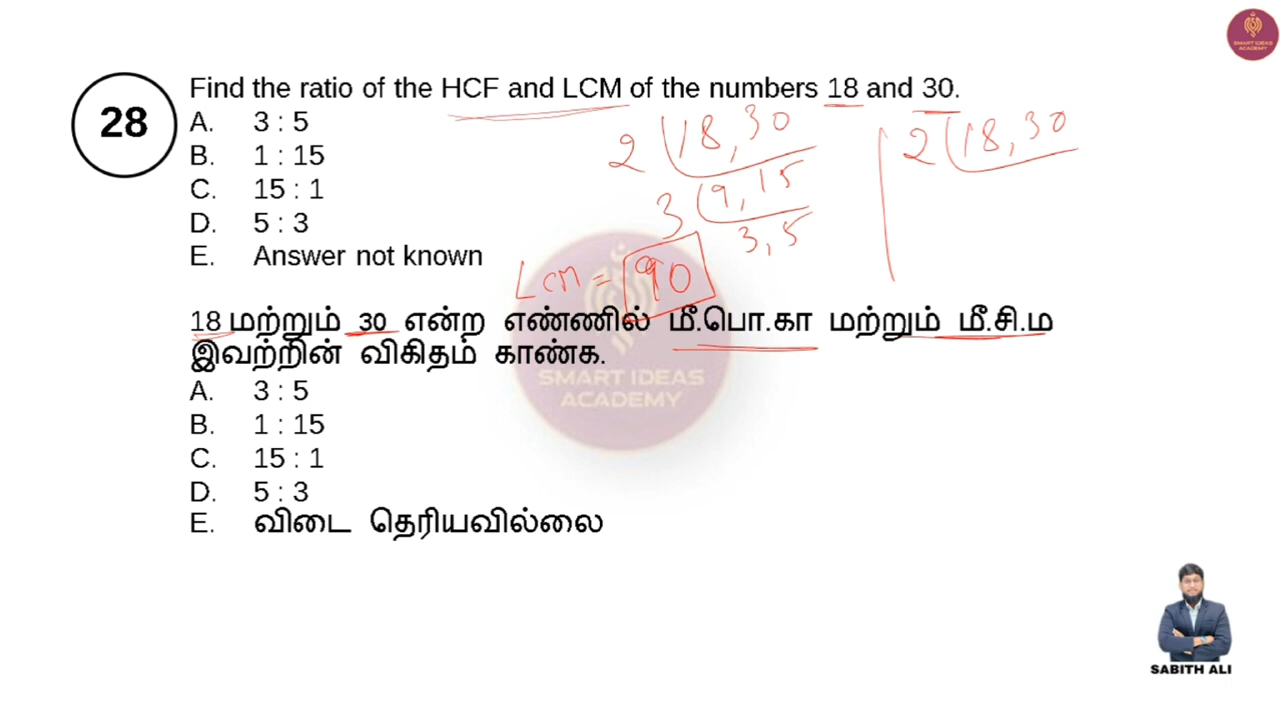 SMART IDEAS
ACADEMY
28
Find the ratio of the HCF and LCM of the numbers 18 and 30.
A. 3 : 5
B. 1 : 15
C. 15 : 1
D. 5 : 3
E. Answer not known
2 18, 30
3 9, 15
3, 5
LCM = 90
2 18, 30
18 மற்றும் 30 என்ற எண்ணில் மீ.பொ.கா மற்றும் மீ.சி.ம
இவற்றின் விகிதம் காண்க.
SMART IDEAS
ACADEMY
A. 3 : 5
B. 1 : 15
C. 15 : 1
D. 5 : 3
E. விடை தெரியவில்லை
SABITH ALI